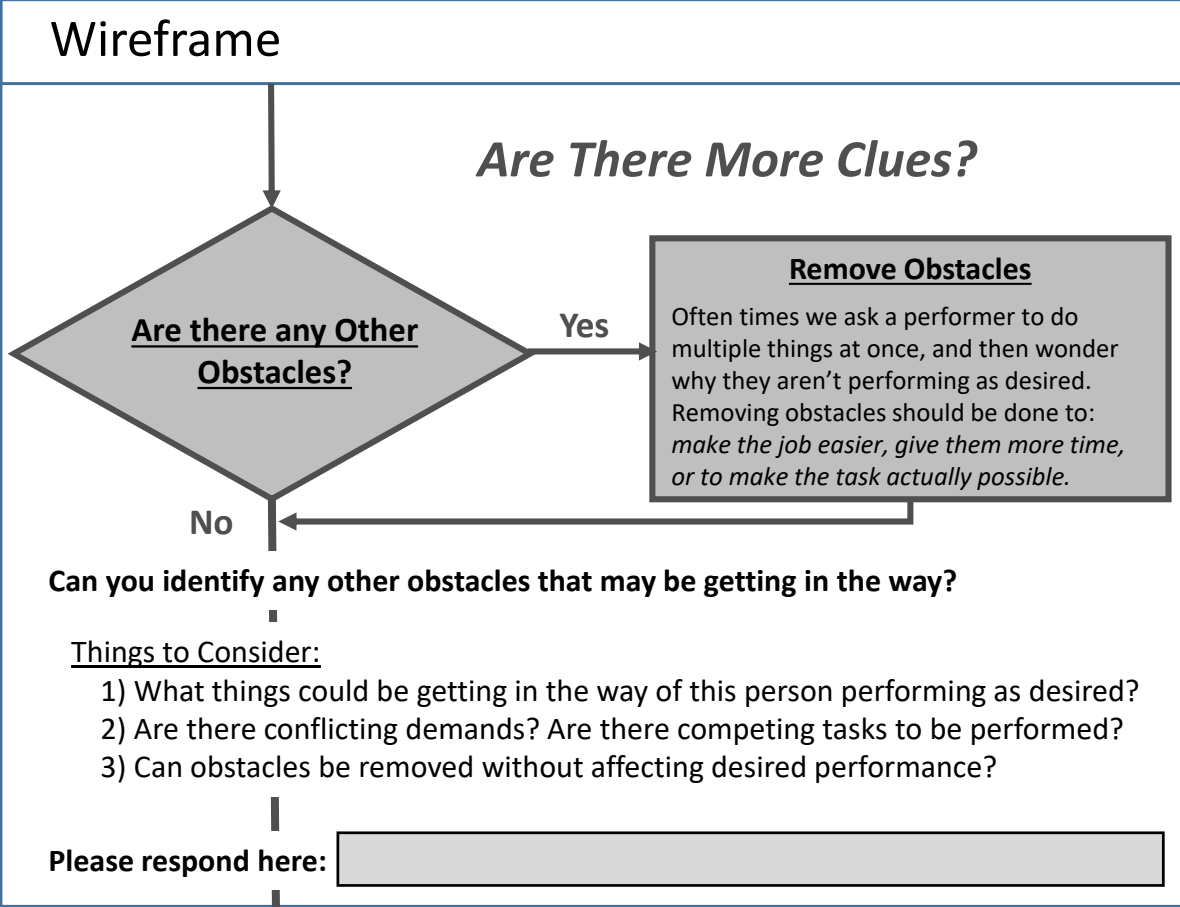 Wireframe
Are There More Clues?
Are there any Other
Obstacles?
Yes
Remove Obstacles
Often times we ask a performer to do
multiple things at once, and then wonder
why they aren’t performing as desired.
Removing obstacles should be done to:
make the job easier, give them more time,
or to make the task actually possible.
No
Can you identify any other obstacles that may be getting in the way?
Things to Consider:
1) What things could be getting in the way of this person performing as desired?
2) Are there conflicting demands? Are there competing tasks to be performed?
3) Can obstacles be removed without affecting desired performance?
Please respond here: